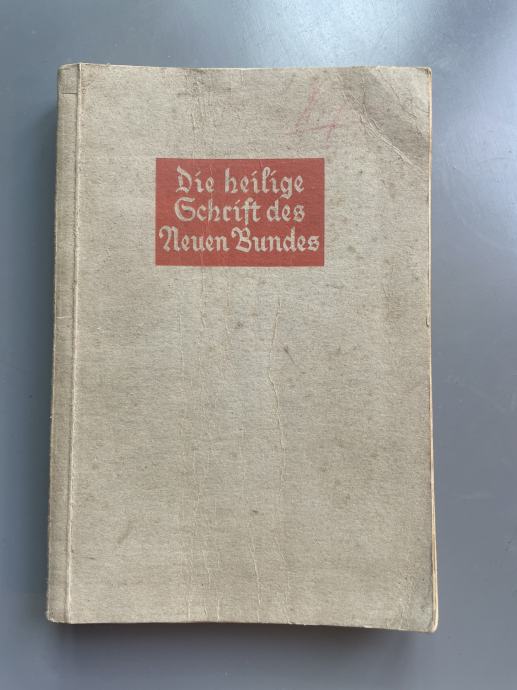 Die heilige
Schrift des
Neuen Bundes